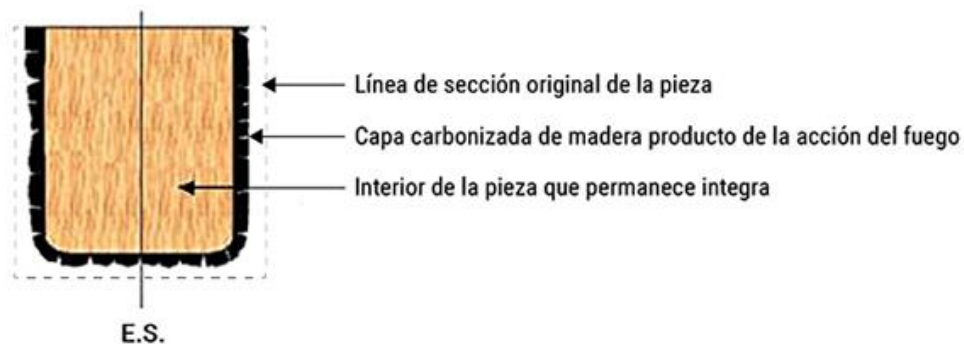 Línea de sección original de la pieza
Capa carbonizada de madera producto de la acción del fuego
Interior de la pieza que permanece integra
E.S.